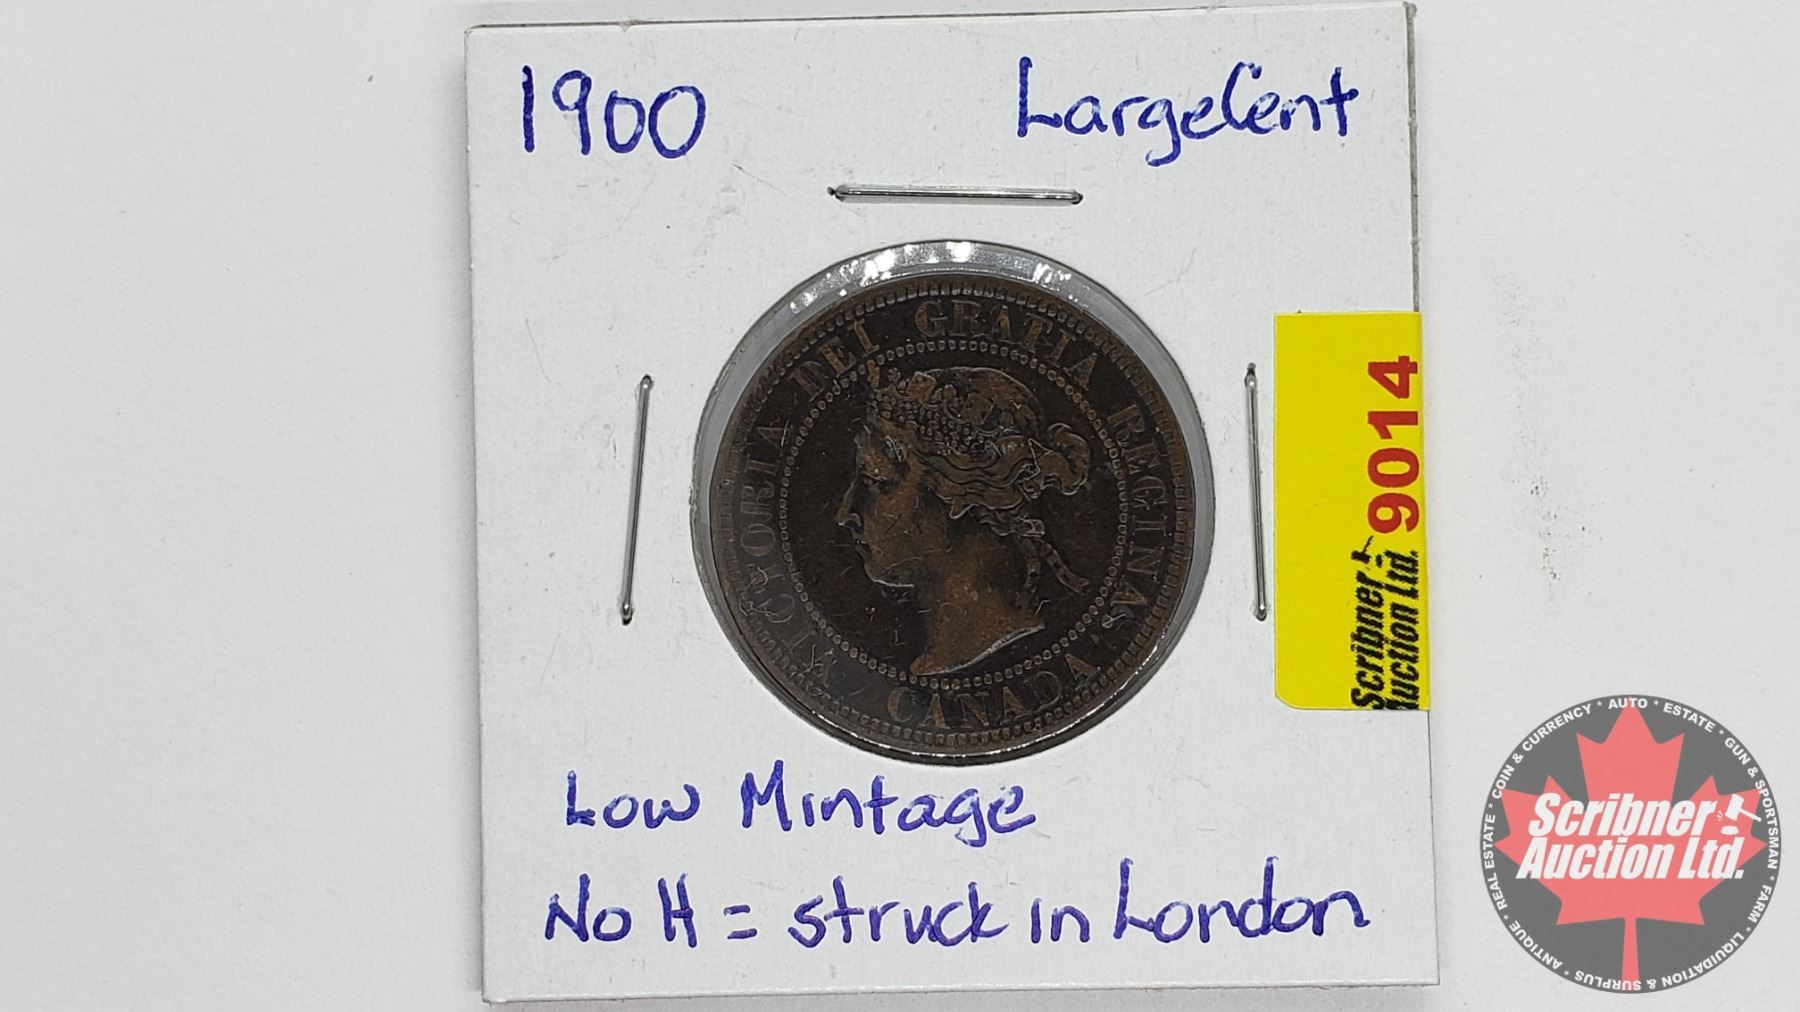 1900 LargeCent
VICTORIA DEI GRATIA REGINA.
CANADA
9014
Scribner
Auction Ltd.
Low Mintage
No H = struck in London
Scribner
Auction Ltd.
ANTIQUE * REAL ESTATE * COIN & CURRENCY * AUTO * ESTATE * GUN & SPORTSMAN * FARM * LIQUIDATION & SURPLUS *